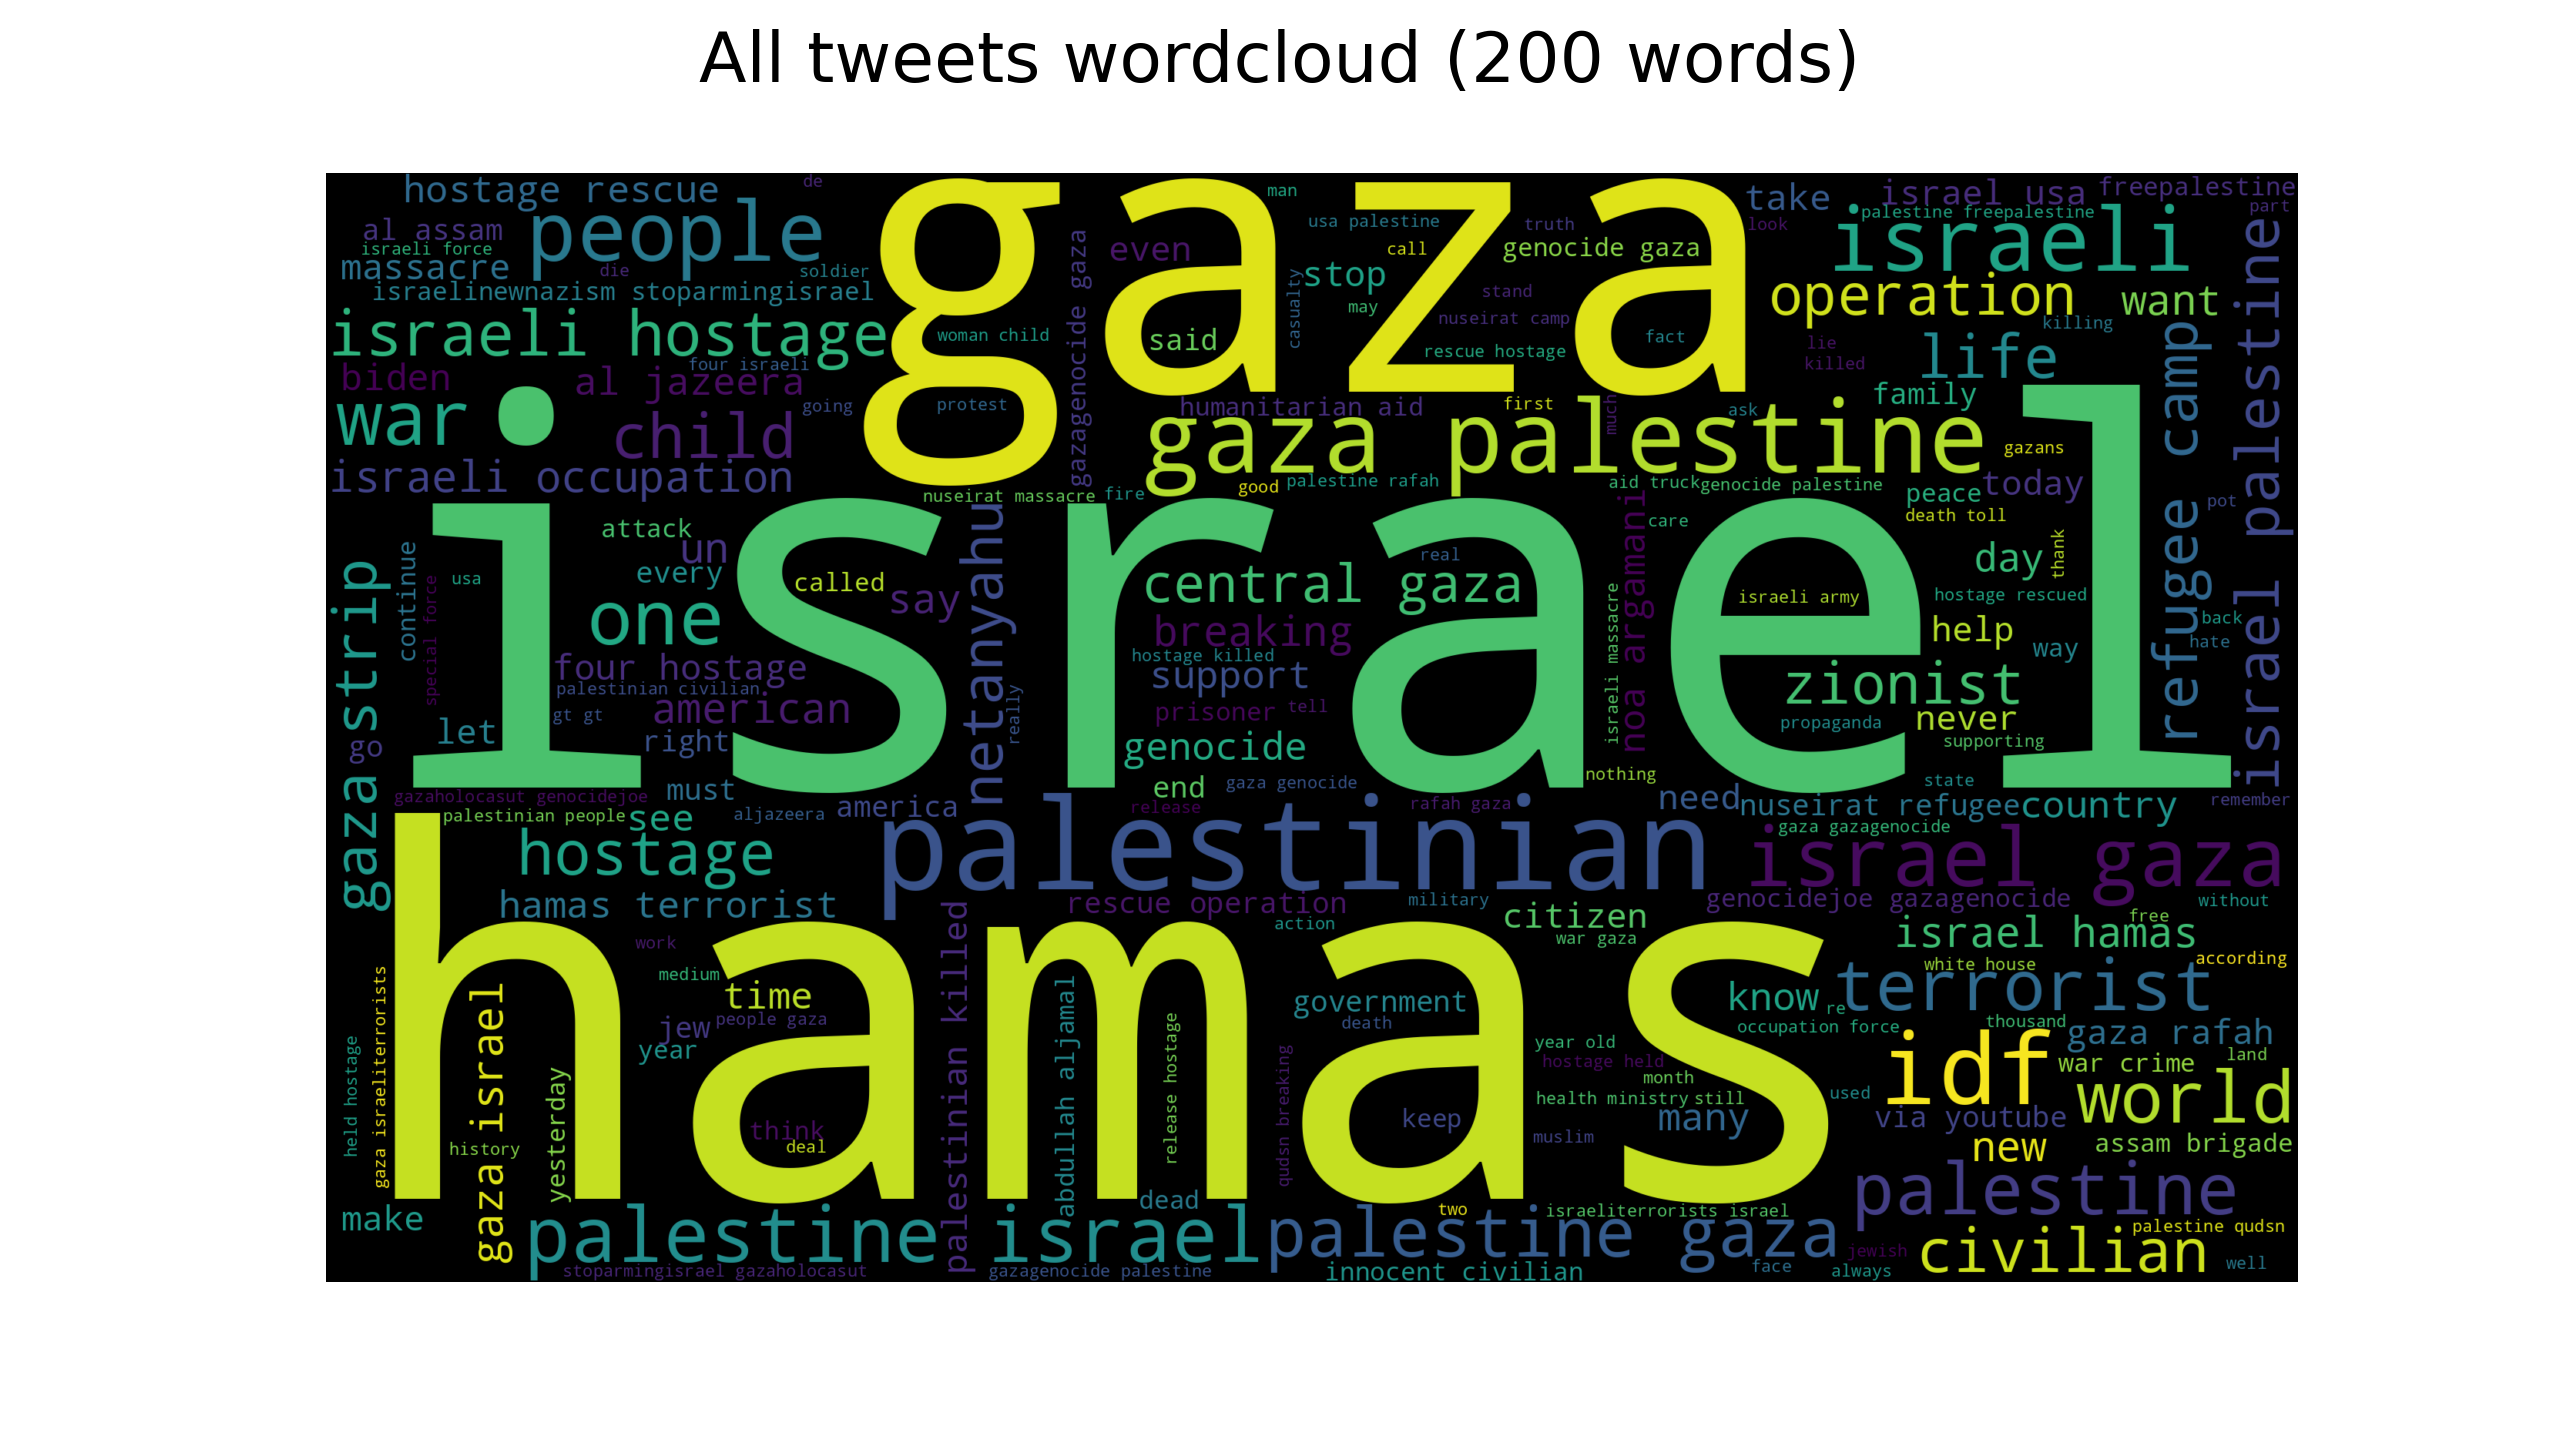 All tweets wordcloud (200 words)
hostage rescue
de
gaza
man
take
israel usa
freepalestine
al assam
people
usa palestine
truth
look
palestine freepalestine
part
israeli force
even
call
genocide gaza
israeli
massacre
die
soldier
stop
israelinewnazism stoparmingisrael
gazagenocide gaza
casualty
may
stand
operation
want
israeli hostage
woman child
said
nuseirat camp
fact
killing
rescue hostage
lie
life
biden
four israeli
al jazeera
killed
family
refugee camp
israel palestine
war
going
protest
humanitarian aid
first
much
ask
child
gaza palestine
gazans
israeli occupation
nuseirat massacre
fire
good
palestine rafah
aid truck
genocide palestine
peace
today
pot
death toll
israel
attack
un
care
day
thank
gaza strip
continue
usa
special force
every
called
say
netanyahu
real
central gaza
israeli army
hostage rescued
back
one
breaking
israeli massacre
noa argamani
help
hate
way
four hostage
hostage killed
support
zionist
palestinian civilian
gt gt
american
really
prisoner
tell
propaganda
never
let
right
genocide
supporting
go
must
end
gaza genocide
nothing
state
gazaholocasut genocidejoe
america
release
rafah gaza
need
nuseirat refugee
country
remember
palestinian people
see
aljazeera
palestinian
gaza gazagenocide
hostage
israel gaza
hamas terrorist
rescue operation
military
genocidejoe gazagenocide
without
hamas
citizen
action
war gaza
free
israel hamas
work
palestinian killed
white house
according
medium
time
terrorist
gaza israeliterrorists
gaza israel
abdullah aljamal
government
know
re
jew
people gaza
death
occupation force
thousand
gaza rafah
year
held hostage
release hostage
qudsn breaking
year old
hostage held
idf
war crime
land
yesterday
month
used
world
health ministry
still
think
keep
many
via youtube
history
deal
muslim
new
assam brigade
dead
palestine
make
palestine israel
two
israeliterrorists israel
palestine gaza
palestine qudsn
jewish
civilian
stoparmingisrael gazaholocasut
gazagenocide palestine
innocent civilian
face
always
well